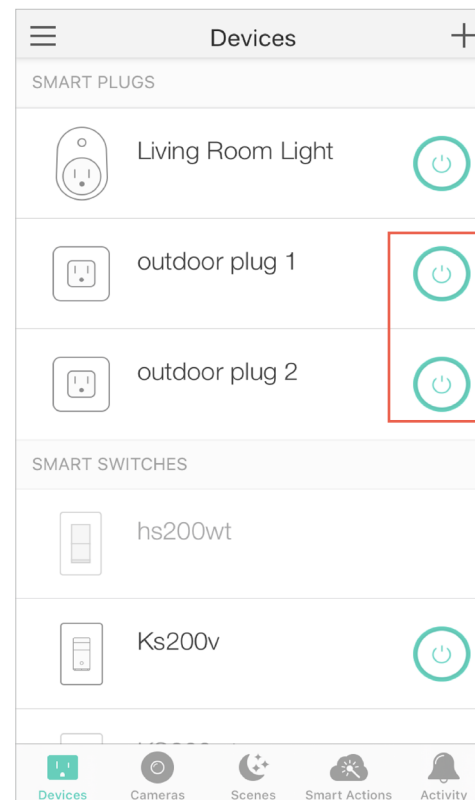 Devices
SMART PLUGS
Living Room Light
outdoor plug 1
outdoor plug 2
SMART SWITCHES
hs200wt
Ks200v
Devices Cameras Scenes Smart Actions Activity